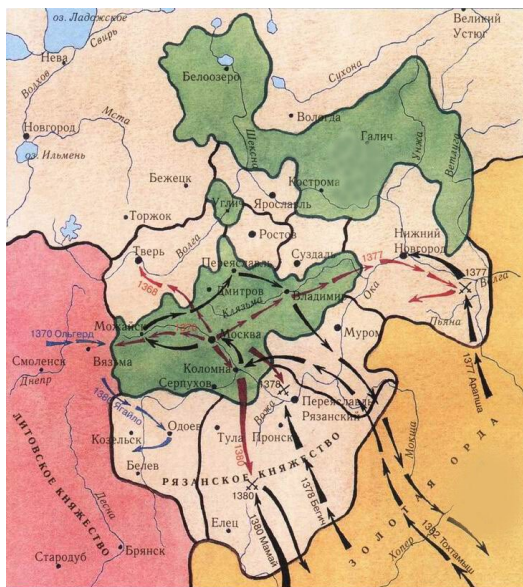 оз. Ладожское
Нева
Свирь
Волхов
Великий
Устюг
Сухона
Белоозеро
Вологда
Новгород
оз. Ильмень
Мста
Шексна
Галич
Унжа
Ветлуга
Бежецк
Кострома
Углич
Ярославль
Торжок
Ростов
Тверь
Волга
Суздаль
1377
Нижний
Новгород
Переяславль
1368
Дмитров
Клязьма
Владимир
Ока
1377
Волга
Пьяна
1370 Ольгерд
Можайск
Москва
Муром
Смоленск
Вязьма
Днепр
Коломна
Серпухов
1377 Арапша
1380 Ягайло
1378
Вожа
Переяславль
Рязанский
Одоев
Козельск
Тула
Пронск
Мокша
Белев
1380
РЯЗАНСКОЕ КНЯЖЕСТВО
1380
ЛИТОВСКОЕ КНЯЖЕСТВО
Десна
Елец
1380 Мамай
1378 Бегич
ЗОЛОТАЯ ОРДА
Хопер
1382 Тохтамыш
Стародуб
Брянск